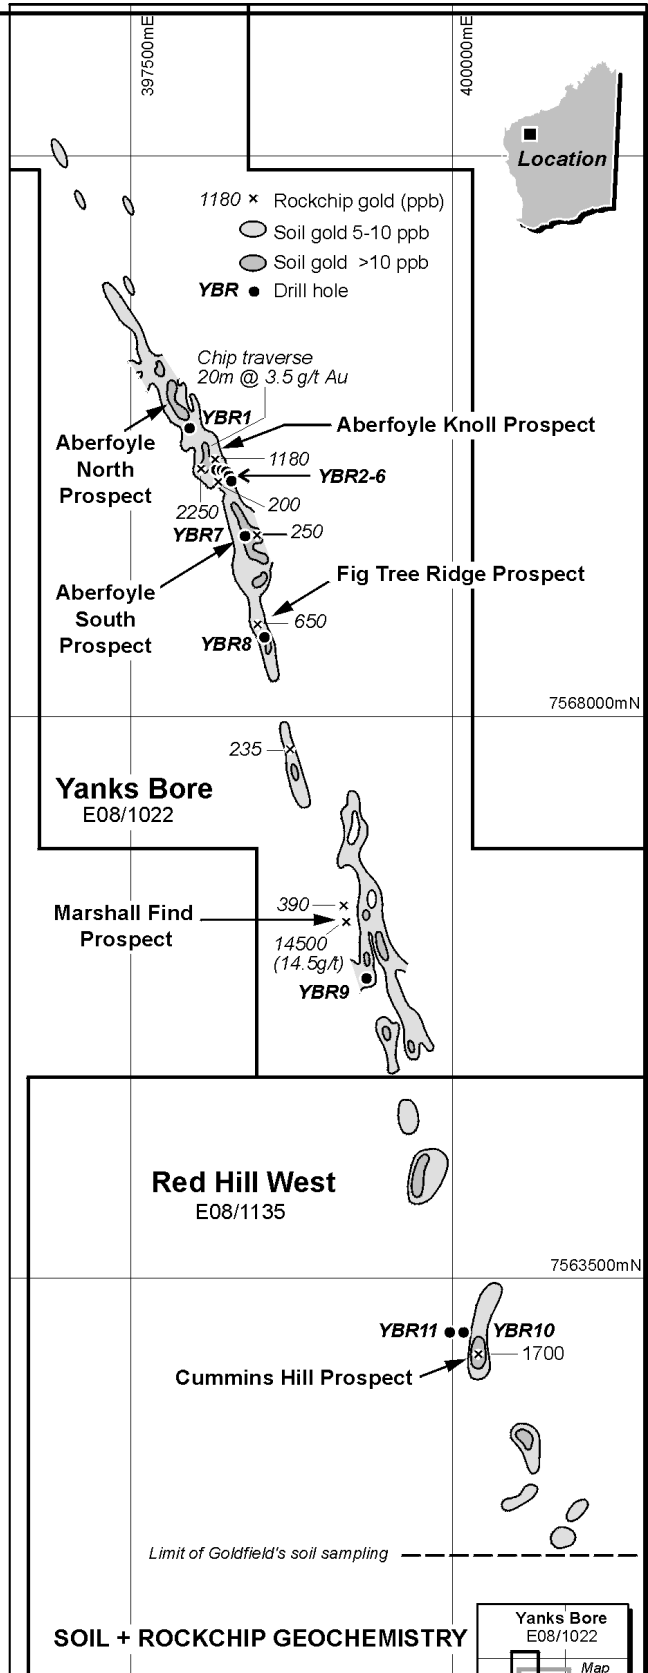 397500mE
400000mE
Location
1180 × Rockchip gold (ppb)
Soil gold 5-10 ppb
Soil gold >10 ppb
YBR ● Drill hole
Chip traverse
20m @ 3.5 g/t Au
YBR1
Aberfoyle Knoll Prospect
Aberfoyle
North
Prospect
1180
YBR2-6
2250
200
YBR7
250
Aberfoyle
South
Prospect
Fig Tree Ridge Prospect
650
YBR8
7568000mN
235
Yanks Bore
E08/1022
390
Marshall Find
Prospect
14500
(14.5g/t)
YBR9
Red Hill West
E08/1135
7563500mN
YBR11
YBR10
1700
Cummins Hill Prospect
Limit of Goldfield's soil sampling
SOIL + ROCKCHIP GEOCHEMISTRY
Yanks Bore
E08/1022
Map